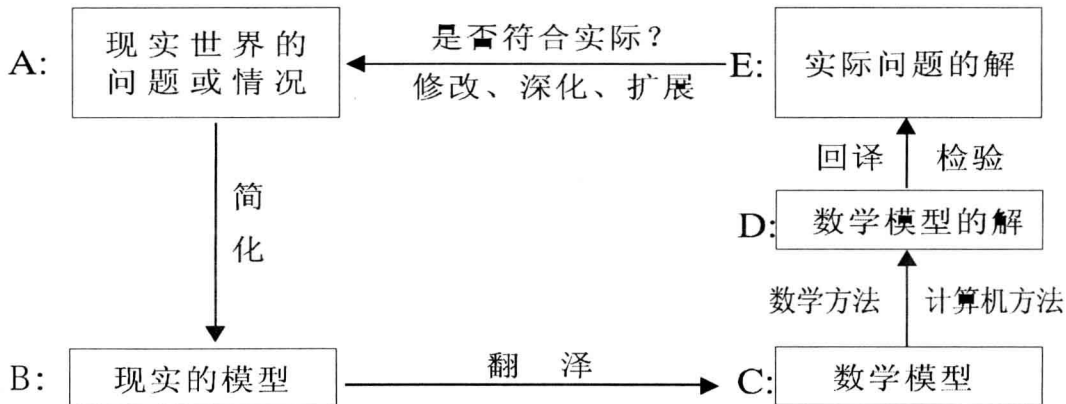 A:
现实世界的
问题或情况
是否符合实际？
修改、深化、扩展
E:
实际问题的解
简
化
回译 检验
D:
数学模型的解
数学方法 计算机方法
B:
现实的模型
翻 泽
C:
数学模型